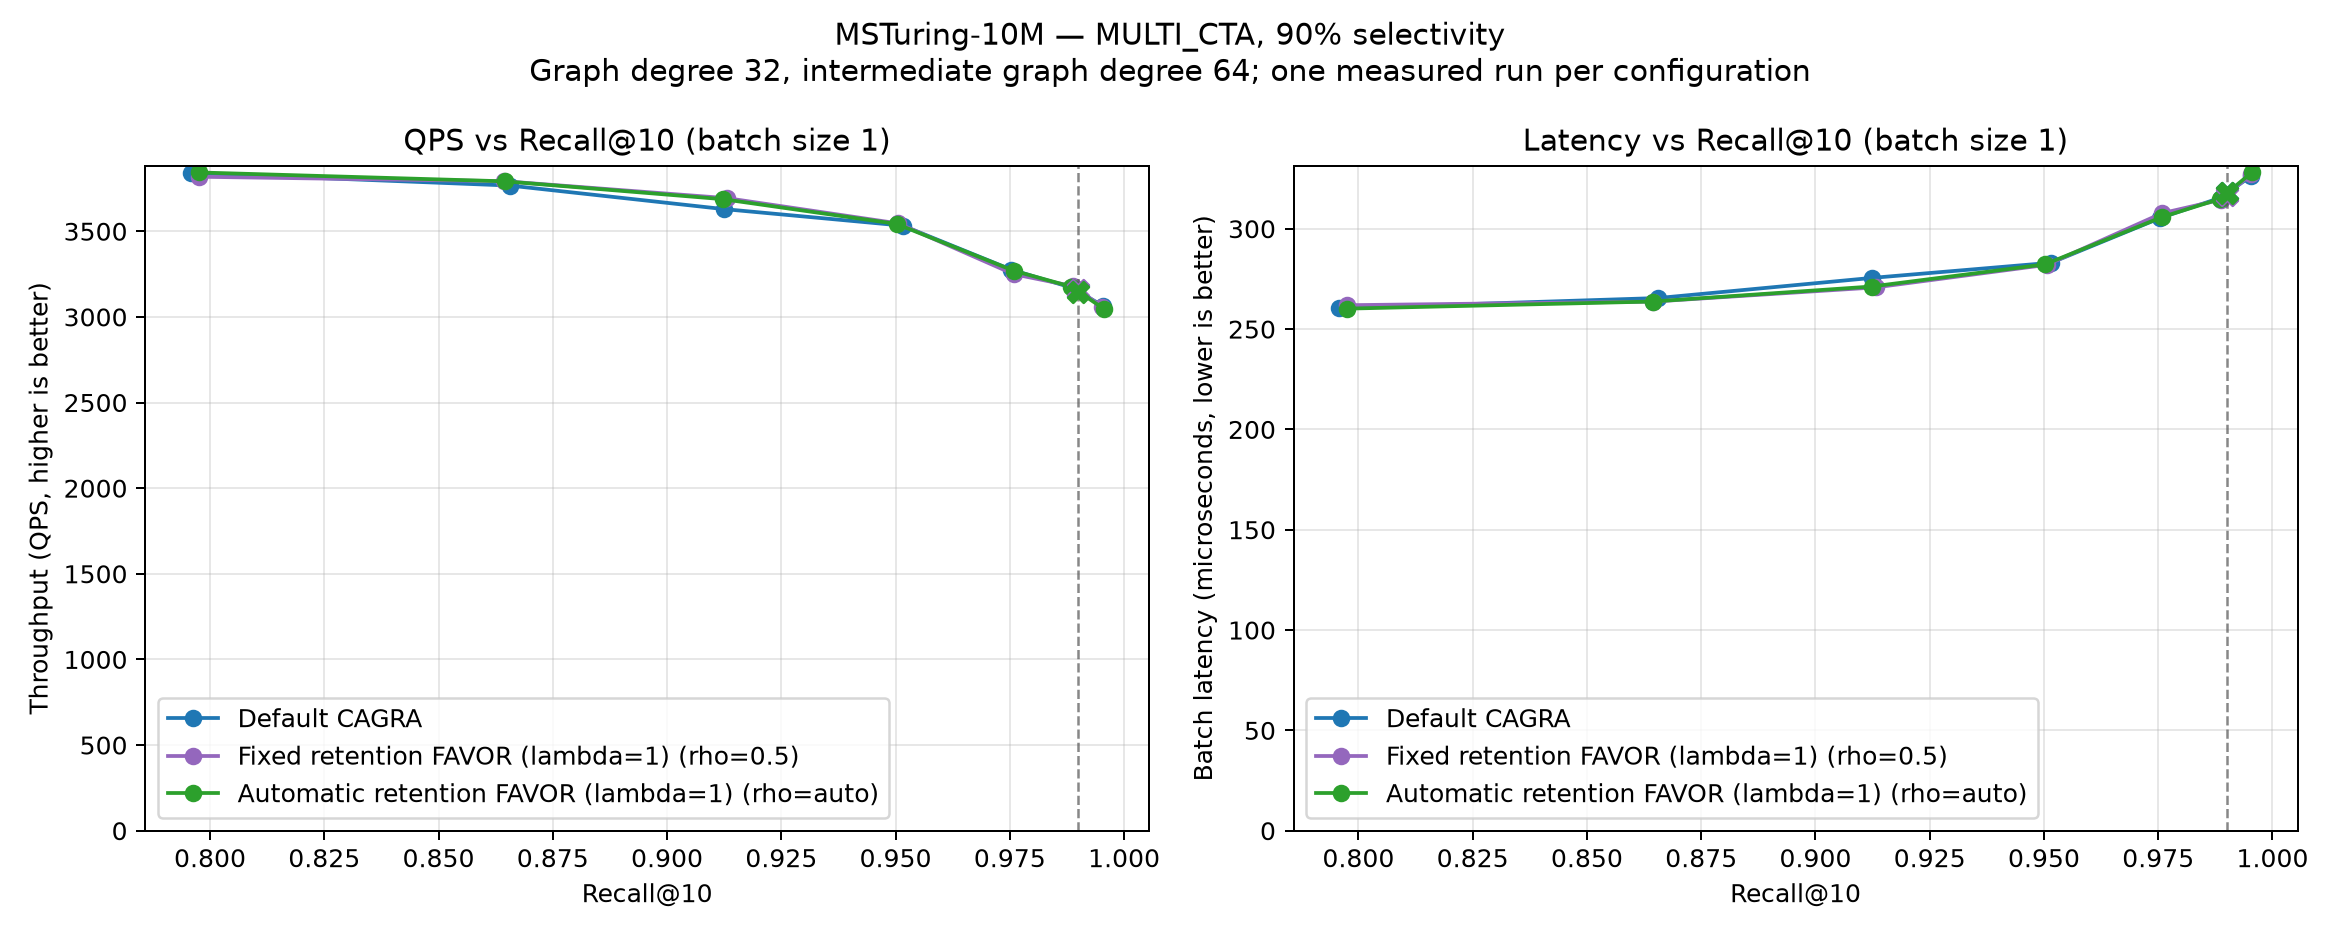 MSTuring-10M — MULTI_CTA, 90% selectivity
Graph degree 32, intermediate graph degree 64; one measured run per configuration
QPS vs Recall@10 (batch size 1)
Throughput (QPS, higher is better)
3500
3000
2500
2000
1500
1000
500
0
Default CAGRA
Fixed retention FAVOR (lambda=1) (rho=0.5)
Automatic retention FAVOR (lambda=1) (rho=auto)
0.800 0.825 0.850 0.875 0.900 0.925 0.950 0.975 1.000
Recall@10
Latency vs Recall@10 (batch size 1)
Batch latency (microseconds, lower is better)
300
250
200
150
100
50
0
Default CAGRA
Fixed retention FAVOR (lambda=1) (rho=0.5)
Automatic retention FAVOR (lambda=1) (rho=auto)
0.800 0.825 0.850 0.875 0.900 0.925 0.950 0.975 1.000
Recall@10